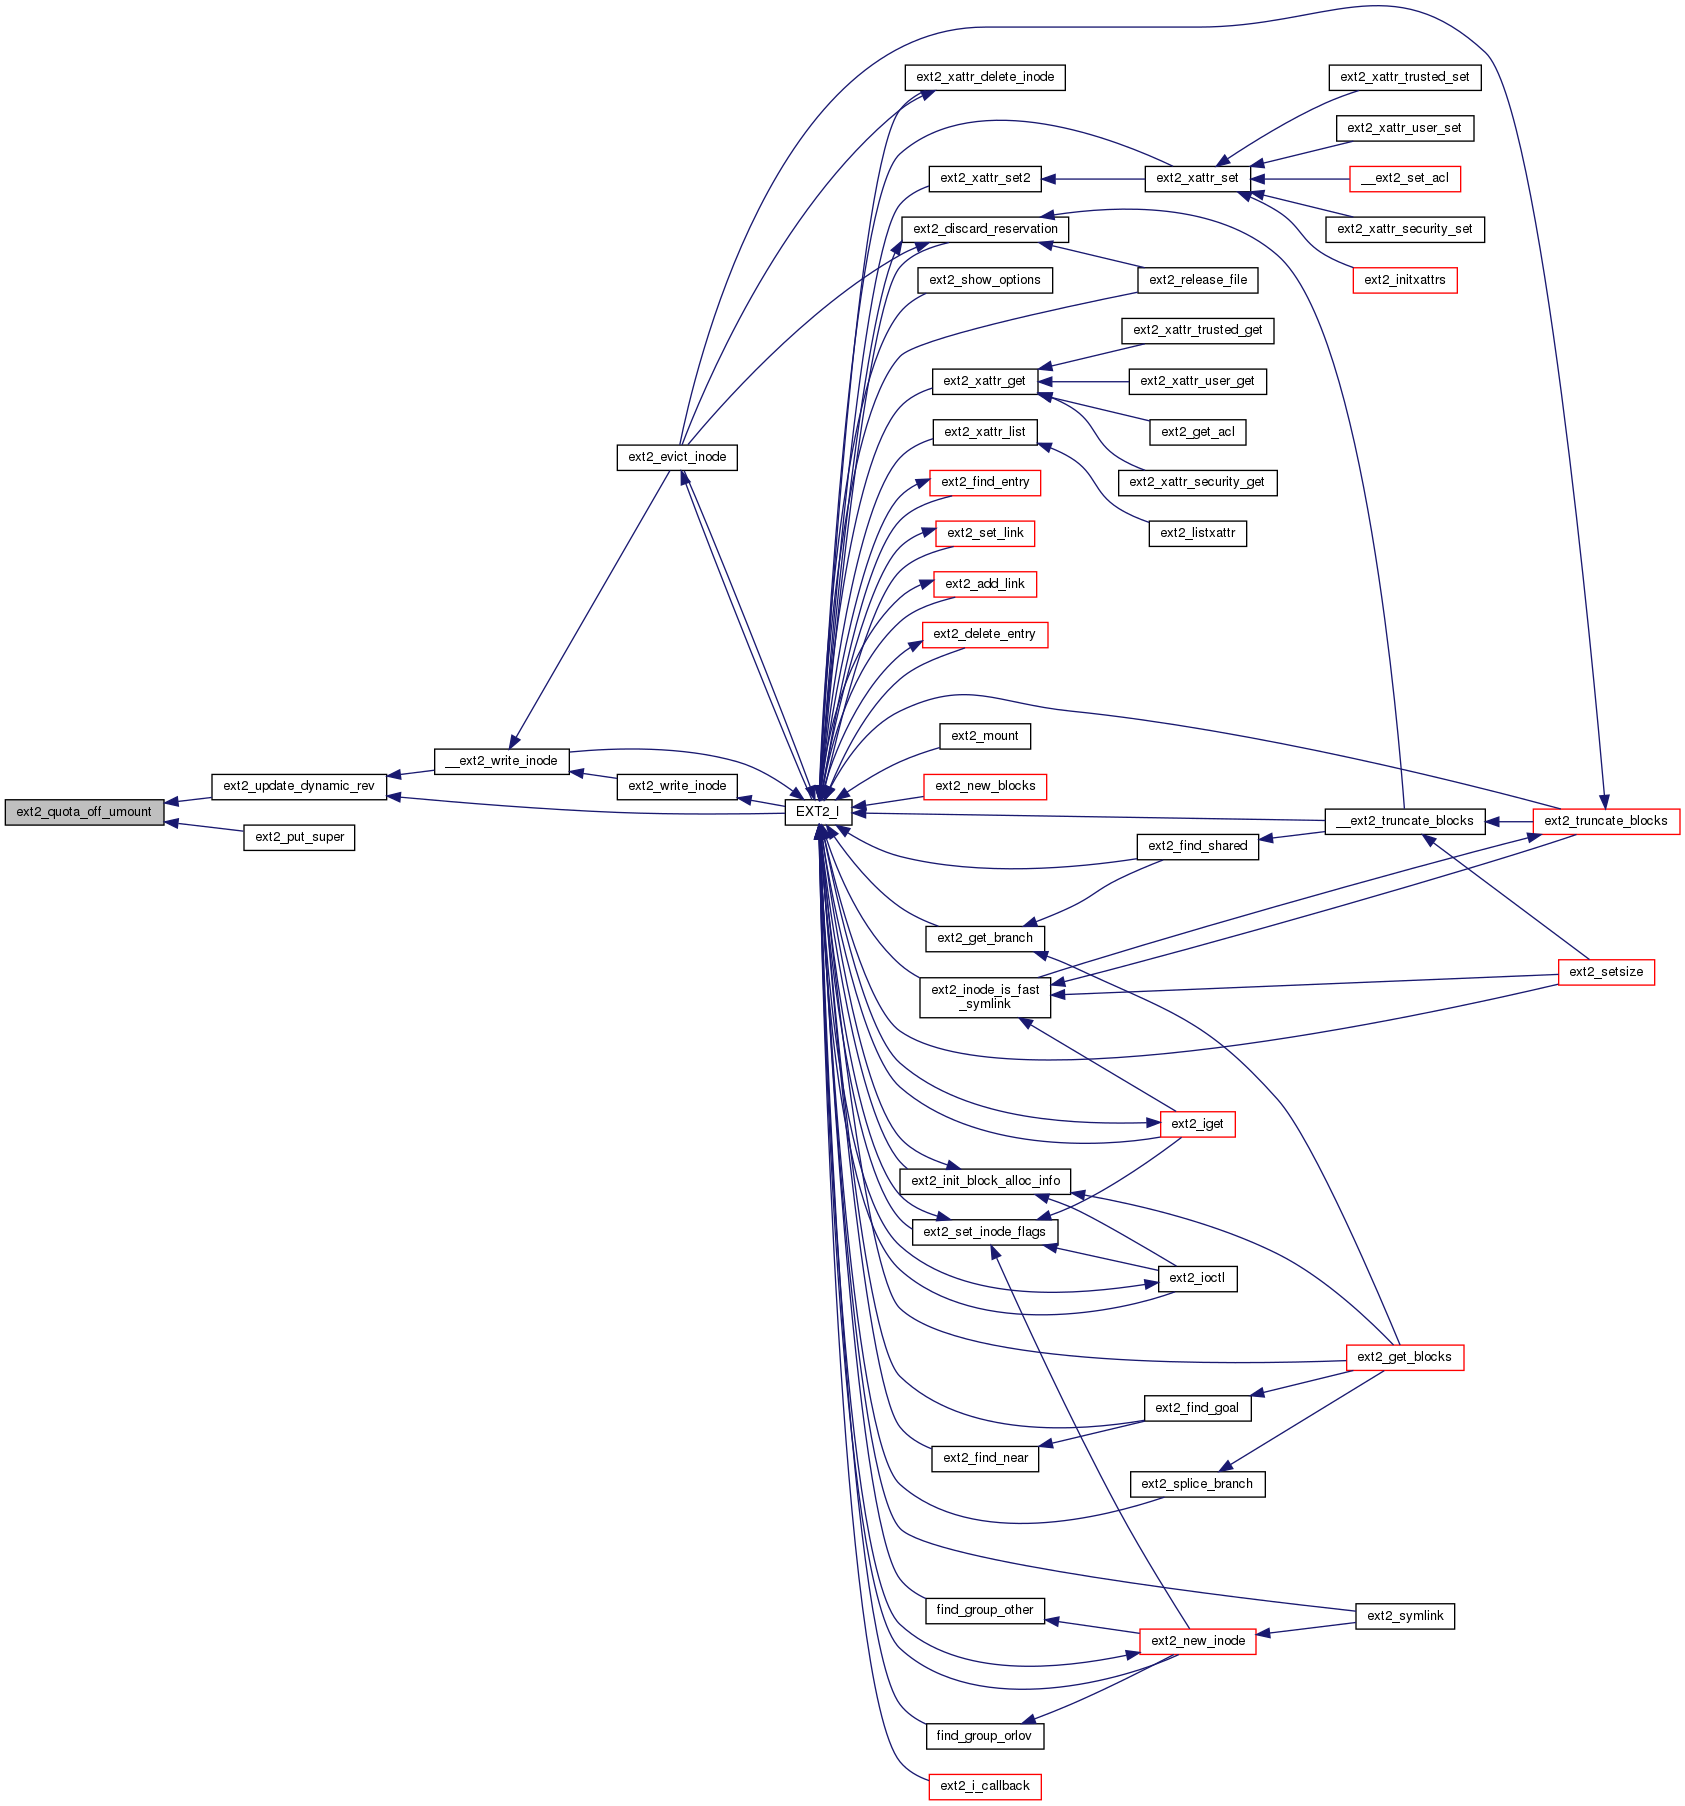 ext2_xattr_delete_inode
ext2_xattr_trusted_set
ext2_xattr_user_set
ext2_xattr_set2
ext2_xattr_set
__ext2_set_acl
ext2_discard_reservation
ext2_xattr_security_set
ext2_show_options
ext2_release_file
ext2_initxattrs
ext2_xattr_trusted_get
ext2_xattr_get
ext2_xattr_user_get
ext2_xattr_list
ext2_get_acl
ext2_evict_inode
ext2_find_entry
ext2_xattr_security_get
ext2_set_link
ext2_listxattr
ext2_add_link
ext2_delete_entry
ext2_mount
__ext2_write_inode
ext2_update_dynamic_rev
ext2_write_inode
ext2_new_blocks
ext2_quota_off_umount
EXT2_I
__ext2_truncate_blocks
ext2_truncate_blocks
ext2_put_super
ext2_find_shared
ext2_get_branch
ext2_setsize
ext2_inode_is_fast
_symlink
ext2_iget
ext2_init_block_alloc_info
ext2_set_inode_flags
ext2_ioctl
ext2_get_blocks
ext2_find_goal
ext2_find_near
ext2_splice_branch
find_group_other
ext2_symlink
ext2_new_inode
find_group_orlov
ext2_i_callback